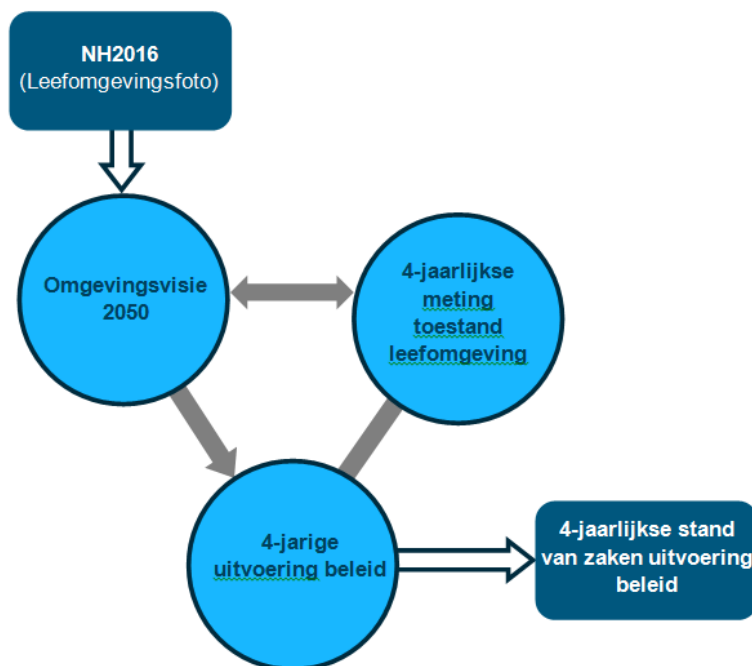 NH2016
(Leefomgevingsfoto)
Omgevingsvisie
2050
4-jaarlijkse
meting
toestand
leefomgeving
4-jarige
uitvoering beleid
4-jaarlijkse stand
van zaken uitvoering
beleid